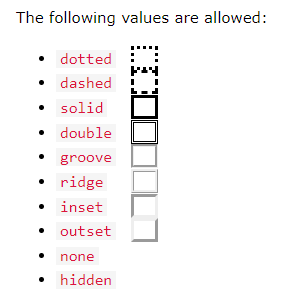 The following values are allowed:
dotted
dashed
solid
double
groove
ridge
inset
outset
none
hidden